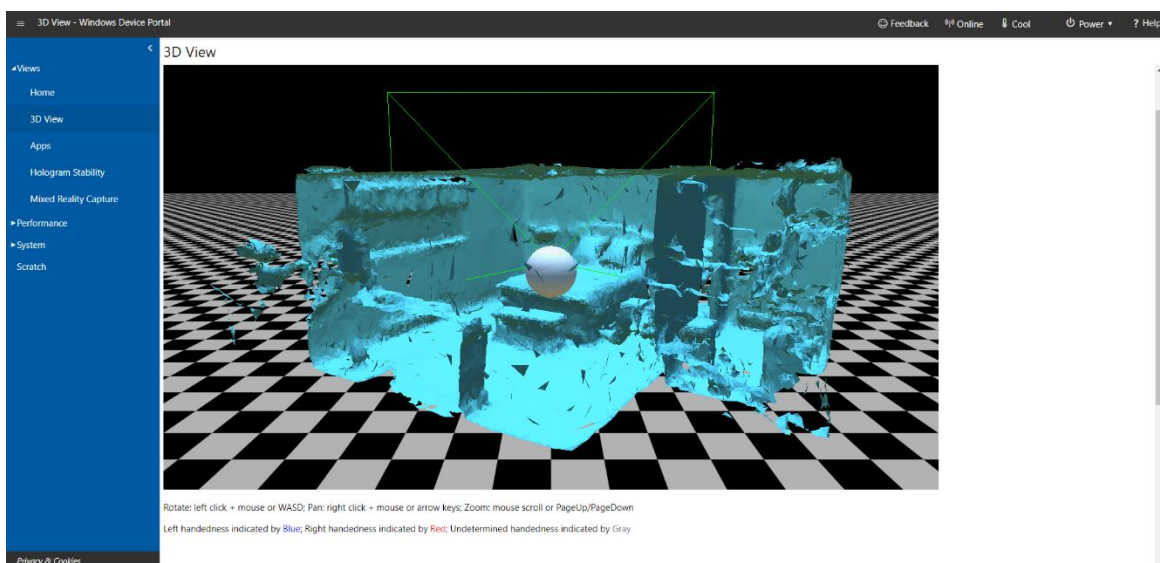 3D View - Windows Device Portal
Feedback Online Cool Power ? Help
3D View
Views
Home
3D View
Apps
Hologram Stability
Mixed Reality Capture
Performance
System
Scratch
Rotate: left click + mouse or WASD; Pan: right click + mouse or arrow keys; Zoom: mouse scroll or PageUp/PageDown
Left handedness indicated by Blue; Right handedness indicated by Red; Undetermined handedness indicated by Gray
Privacy & Cookies